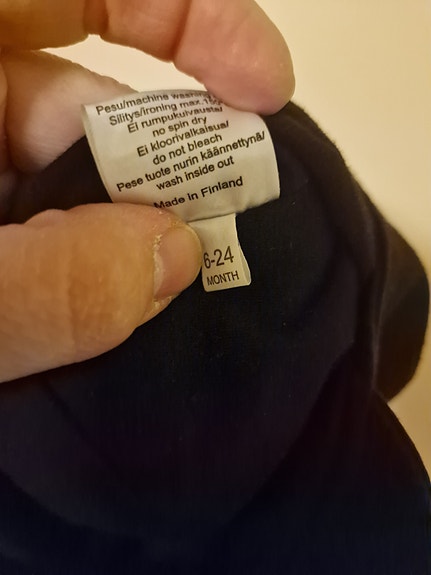 Pesu/machine washing
Silitys/ironing max.
Ei rumpukuivausta/
no spin dry
Ei kloorivalkaisua/
do not bleach
Pese tuote nurin käännettynä/
wash inside out
Made in Finland
6-24
MONTH